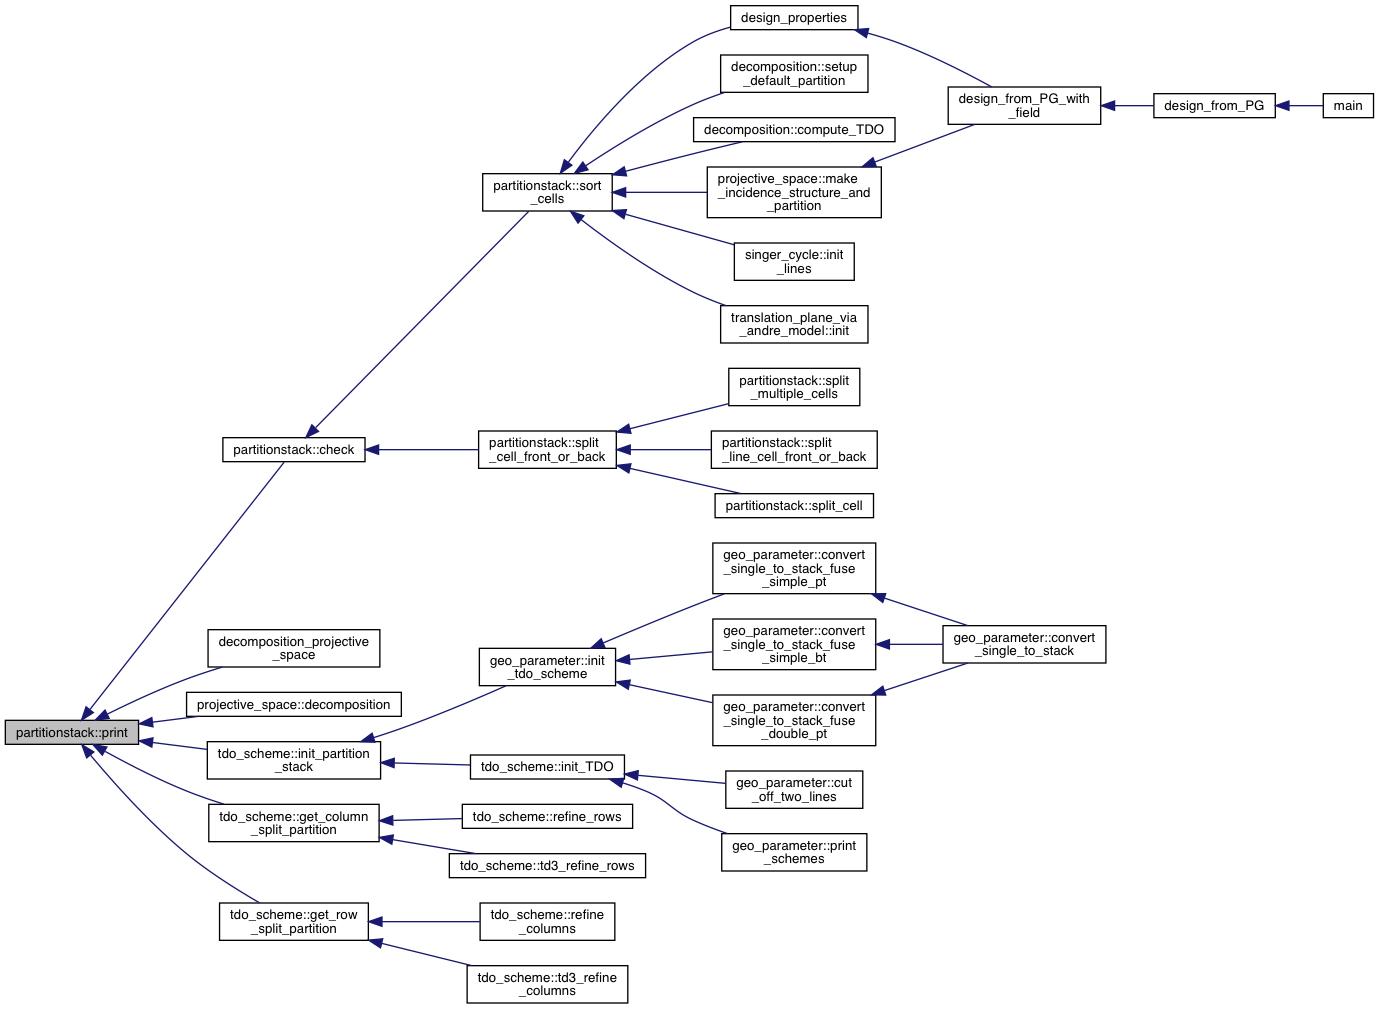 design_properties
decomposition::setup
_default_partition
decomposition::compute_TDO
projective_space::make
_incidence_structure_and
_partition
singer_cycle::init
_lines
translation_plane_via
_andre_model::init
design_from_PG_with
_field
design_from_PG
main
partitionstack::sort
_cells
partitionstack::check
partitionstack::split
_cell_front_or_back
partitionstack::split
_multiple_cells
partitionstack::split
_line_cell_front_or_back
partitionstack::split_cell
geo_parameter::convert
_single_to_stack_fuse
_simple_pt
geo_parameter::convert
_single_to_stack_fuse
_simple_bt
geo_parameter::convert
_single_to_stack_fuse
_double_pt
geo_parameter::convert
_single_to_stack
geo_parameter::init
_tdo_scheme
decomposition_projective
_space
projective_space::decomposition
partitionstack::print
tdo_scheme::init_partition
_stack
tdo_scheme::init_TDO
geo_parameter::cut
_off_two_lines
geo_parameter::print
_schemes
tdo_scheme::get_column
_split_partition
tdo_scheme::refine_rows
tdo_scheme::td3_refine_rows
tdo_scheme::get_row
_split_partition
tdo_scheme::refine
_columns
tdo_scheme::td3_refine
_columns